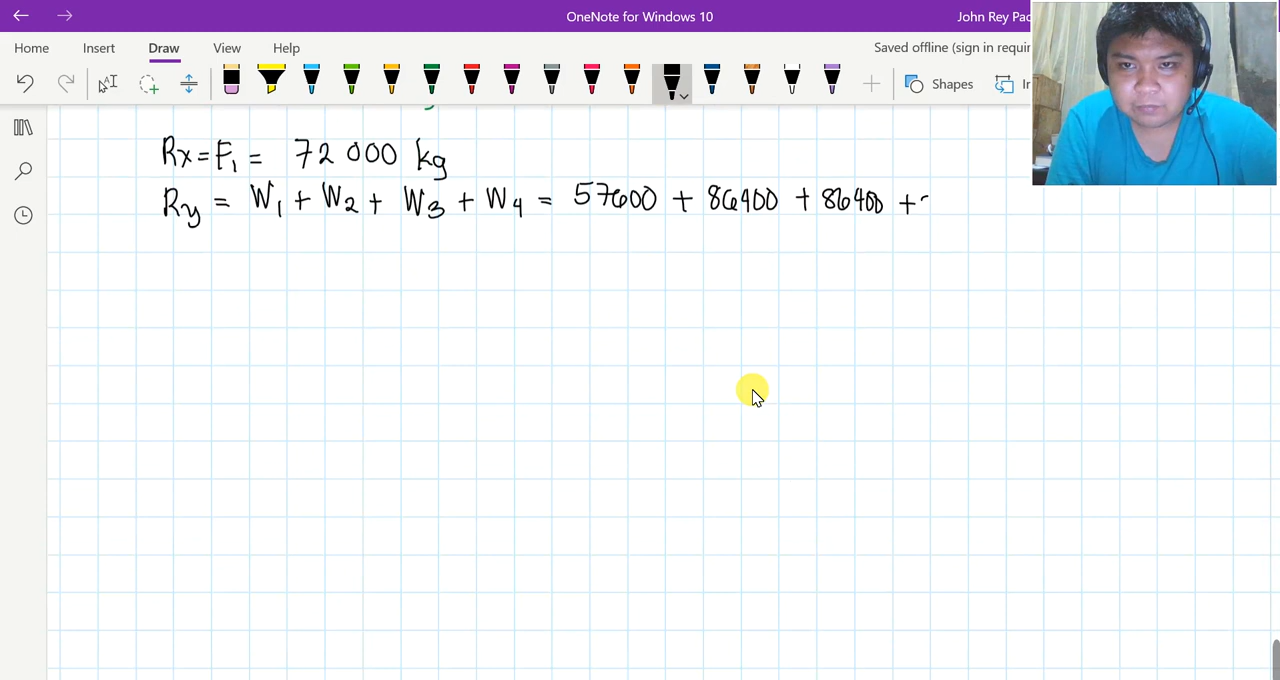 OneNote for Windows 10
John Rey Pac
Home Insert Draw View Help
Saved offline (sign in requir
Shapes
In
Rx = F₁ = 72 000 kg
Ry = W₁ + W₂ + W₃ + W₄ = 57600 + 86400 + 86400 +